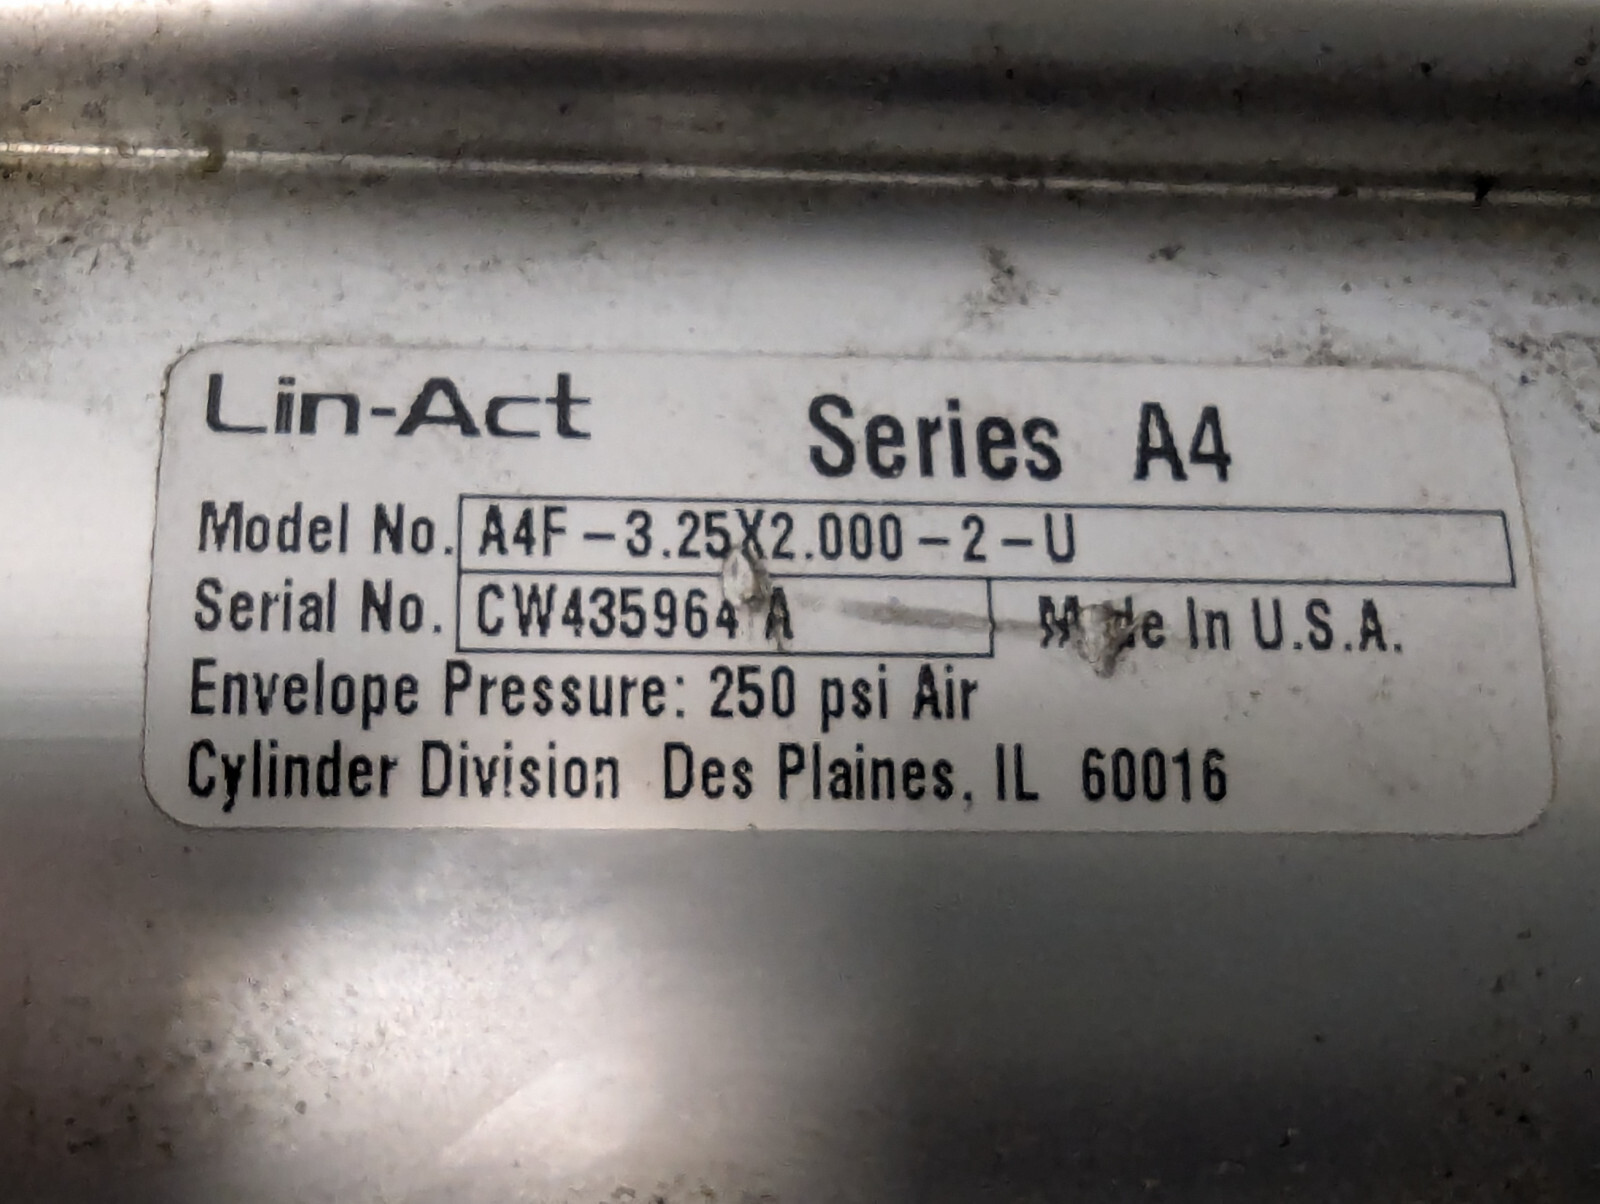 Lin-Act Series A4
Model No. A4F-3.25X2.000-2-U
Serial No. CW435964 A Made In U.S.A.
Envelope Pressure: 250 psi Air
Cylinder Division Des Plaines, IL 60016